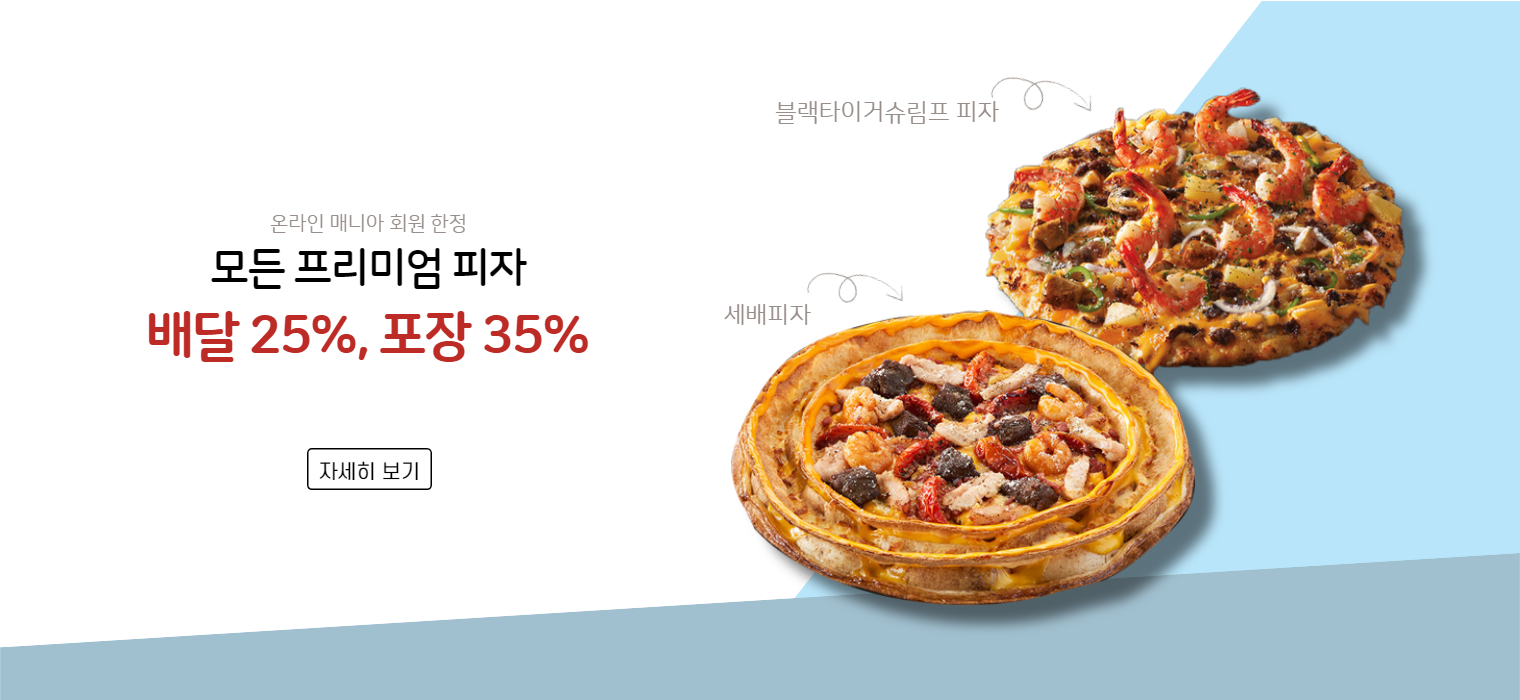 온라인 매니아 회원 한정
모든 프리미엄 피자
배달 25%, 포장 35%
자세히 보기
블랙타이거슈림프 피자
세배피자